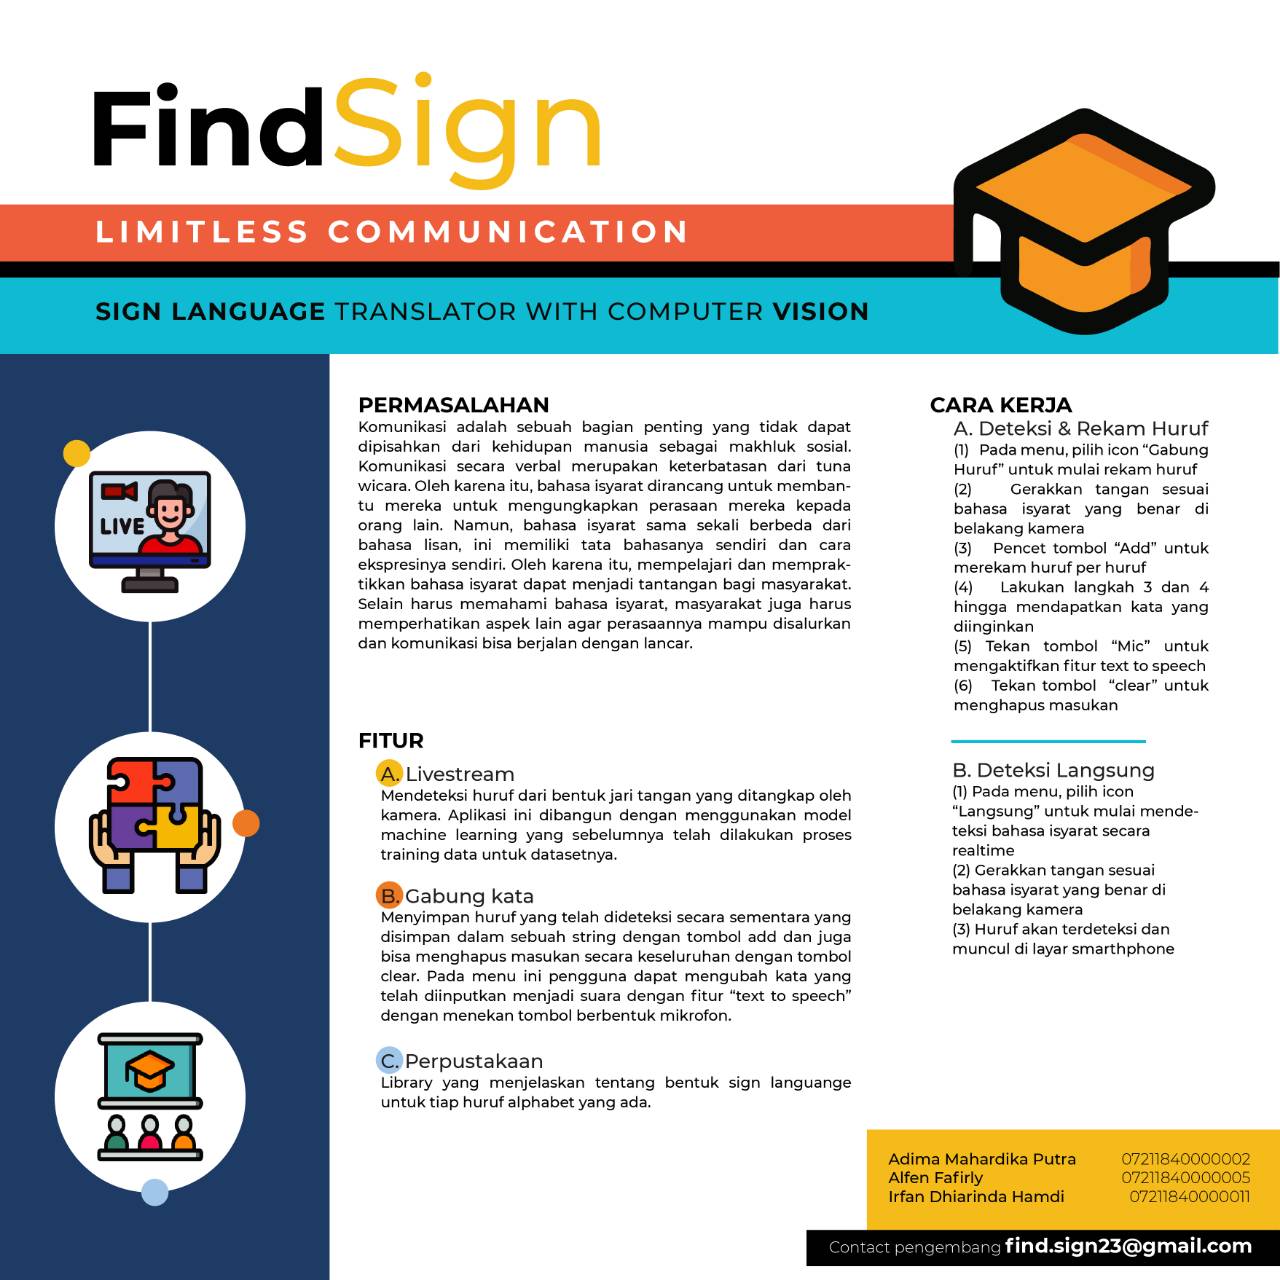 FindSign
LIMITLESS COMMUNICATION
SIGN LANGUAGE TRANSLATOR WITH COMPUTER VISION
LIVE
PERMASALAHAN
Komunikasi adalah sebuah bagian penting yang tidak dapat
dipisahkan dari kehidupan manusia sebagai makhluk sosial.
Komunikasi secara verbal merupakan keterbatasan dari tuna
wicara. Oleh karena itu, bahasa isyarat dirancang untuk memban-
tu mereka untuk mengungkapkan perasaan mereka kepada
orang lain. Namun, bahasa isyarat sama sekali berbeda dari
bahasa lisan, ini memiliki tata bahasanya sendiri dan cara
ekspresinya sendiri. Oleh karena itu, mempelajari dan memprak-
tikkan bahasa isyarat dapat menjadi tantangan bagi masyarakat.
Selain harus memahami bahasa isyarat, masyarakat juga harus
memperhatikan aspek lain agar perasaannya mampu disalurkan
dan komunikasi bisa berjalan dengan lancar.
FITUR
A. Livestream
Mendeteksi huruf dari bentuk jari tangan yang ditangkap oleh
kamera. Aplikasi ini dibangun dengan menggunakan model
machine learning yang sebelumnya telah dilakukan proses
training data untuk datasetnya.
B. Gabung kata
Menyimpan huruf yang telah dideteksi secara sementara yang
disimpan dalam sebuah string dengan tombol add dan juga
bisa menghapus masukan secara keseluruhan dengan tombol
clear. Pada menu ini pengguna dapat mengubah kata yang
telah diinputkan menjadi suara dengan fitur “text to speech”
dengan menekan tombol berbentuk mikrofon.
C. Perpustakaan
Library yang menjelaskan tentang bentuk sign languange
untuk tiap huruf alphabet yang ada.
CARA KERJA
A. Deteksi & Rekam Huruf
(1) Pada menu, pilih icon “Gabung
Huruf” untuk mulai rekam huruf
(2) Gerakkan tangan sesuai
bahasa isyarat yang benar di
belakang kamera
(3) Pencet tombol “Add” untuk
merekam huruf per huruf
(4) Lakukan langkah 3 dan 4
hingga mendapatkan kata yang
diinginkan
(5) Tekan tombol “Mic” untuk
mengaktifkan fitur text to speech
(6) Tekan tombol “clear” untuk
menghapus masukan
B. Deteksi Langsung
(1) Pada menu, pilih icon
“Langsung” untuk mulai mende-
teksi bahasa isyarat secara
realtime
(2) Gerakkan tangan sesuai
bahasa isyarat yang benar di
belakang kamera
(3) Huruf akan terdeteksi dan
muncul di layar smarthphone
Adima Mahardika Putra 07211840000002
Alfen Fafirly 07211840000005
Irfan Dhiarinda Hamdi 07211840000011
Contact pengembang find.sign23@gmail.com